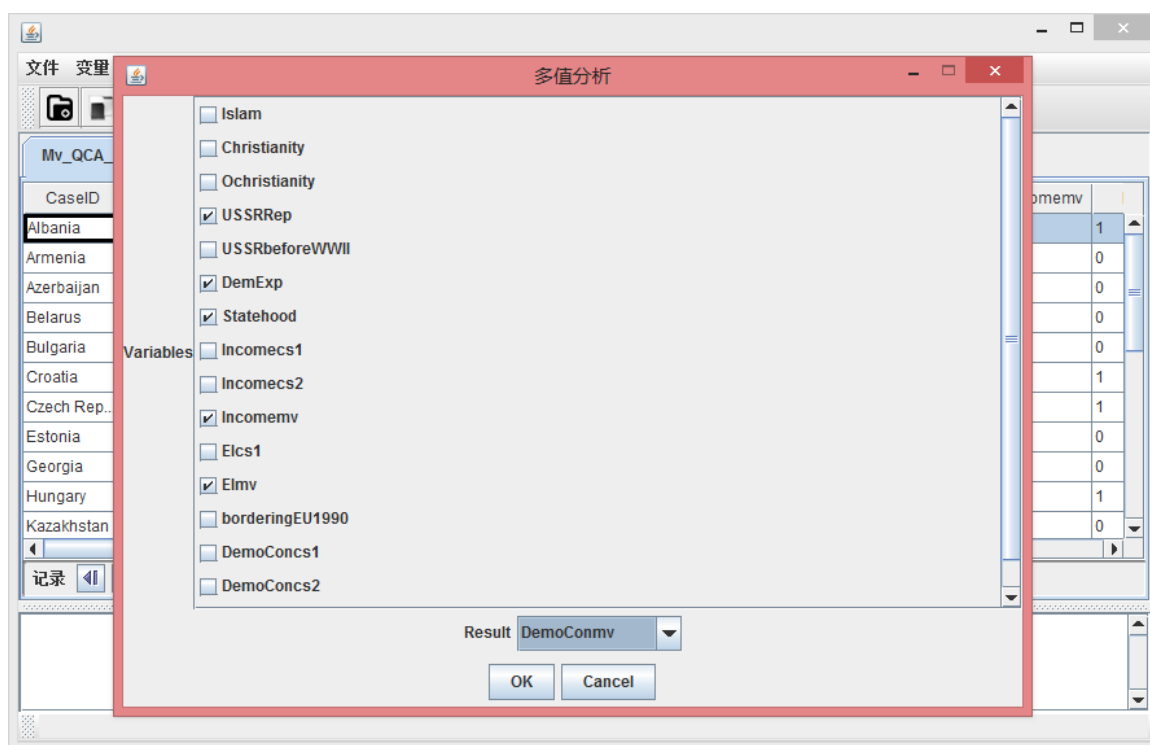 文件 变量
多值分析
Mv_QCA_
CaseID
omemv
Albania
1
Armenia
0
Azerbaijan
0
Belarus
0
Bulgaria
0
Croatia
1
Czech Rep...
1
Estonia
0
Georgia
0
Hungary
1
Kazakhstan
0
记录
Variables
Islam
Christianity
Ochristianity
USSRRep
USSRbeforeWWII
DemExp
Statehood
Incomecs1
Incomecs2
Incomemv
Elcs1
Elmv
borderingEU1990
DemoConcs1
DemoConcs2
Result DemoConmv
OK Cancel